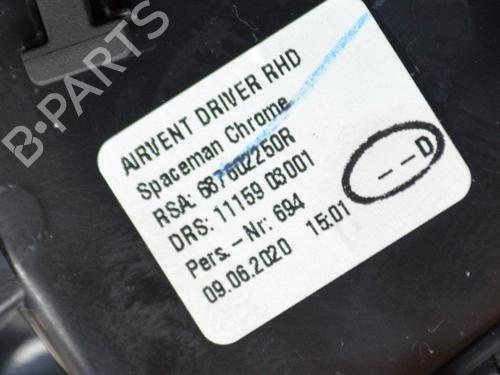 AIRVENT DRIVER RHD
Spaceman Chrome
RSA: 687602250R
DRS: 11159 03001
Pers. -Nr: 694
09.06.2020 15:01
--D
B-PARTS